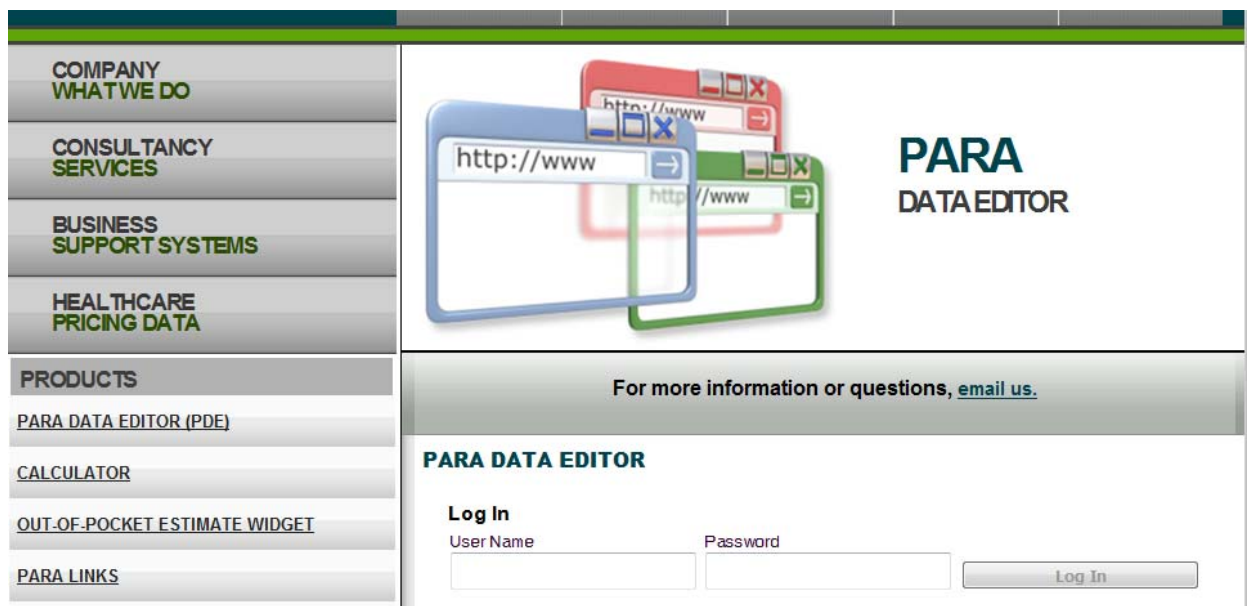 COMPANY
WHAT WE DO
CONSULTANCY
SERVICES
BUSINESS
SUPPORT SYSTEMS
HEALTHCARE
PRICING DATA
PRODUCTS
PARA DATA EDITOR (PDE)
CALCULATOR
OUT-OF-POCKET ESTIMATE WIDGET
PARA LINKS
http://www
http://www
http://www
PARA
DATA EDITOR
For more information or questions, email us.
PARA DATA EDITOR
Log In
User Name Password
Log In